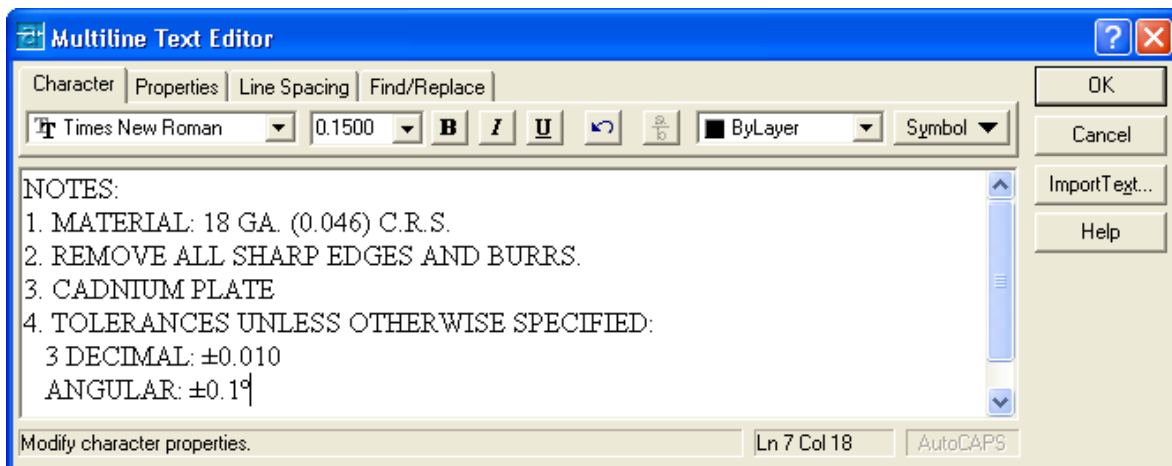 Multiline Text Editor
Character Properties Line Spacing Find/Replace
Times New Roman 0.1500 B I U a/b ByLayer Symbol
OK
Cancel
ImportText...
Help
NOTES:
1. MATERIAL: 18 GA. (0.046) C.R.S.
2. REMOVE ALL SHARP EDGES AND BURRS.
3. CADNIUM PLATE
4. TOLERANCES UNLESS OTHERWISE SPECIFIED:
3 DECIMAL: ±0.010
ANGULAR: ±0.1°
Modify character properties. Ln 7 Col 18 AutoCAPS